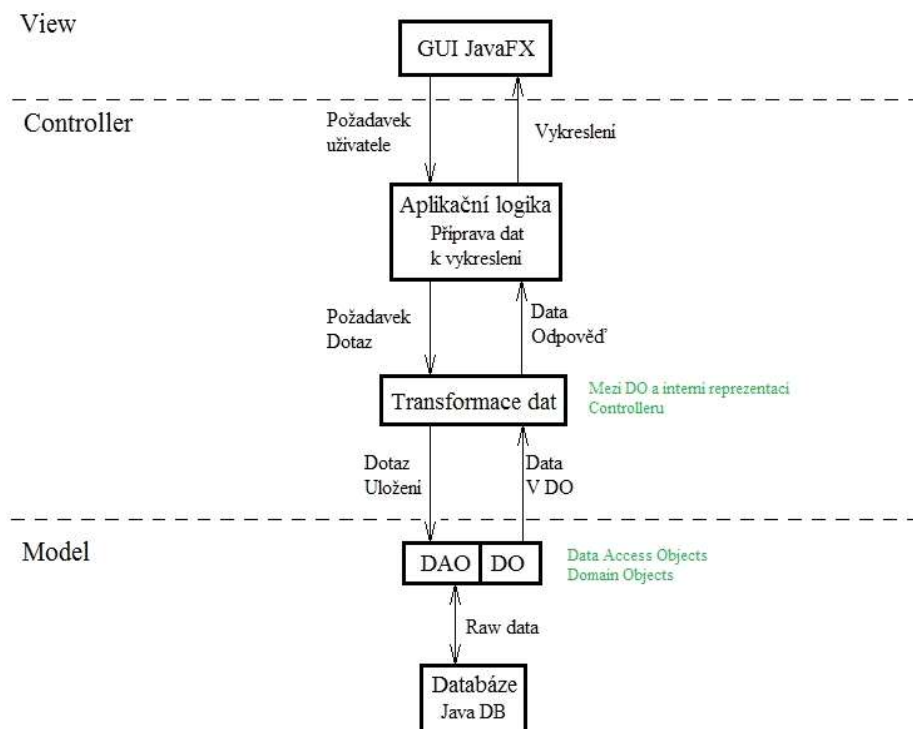 View
GUI JavaFX
Controller
Požadavek
uživatele
Vykreslení
Aplikační logika
Příprava dat
k vykreslení
Požadavek
Dotaz
Data
Odpověď
Transformace dat
Mezi DO a interní reprezentací
Controlleru
Dotaz
Uložení
Data
V DO
Model
DAO
DO
Data Access Objects
Domain Objects
Raw data
Databáze
Java DB